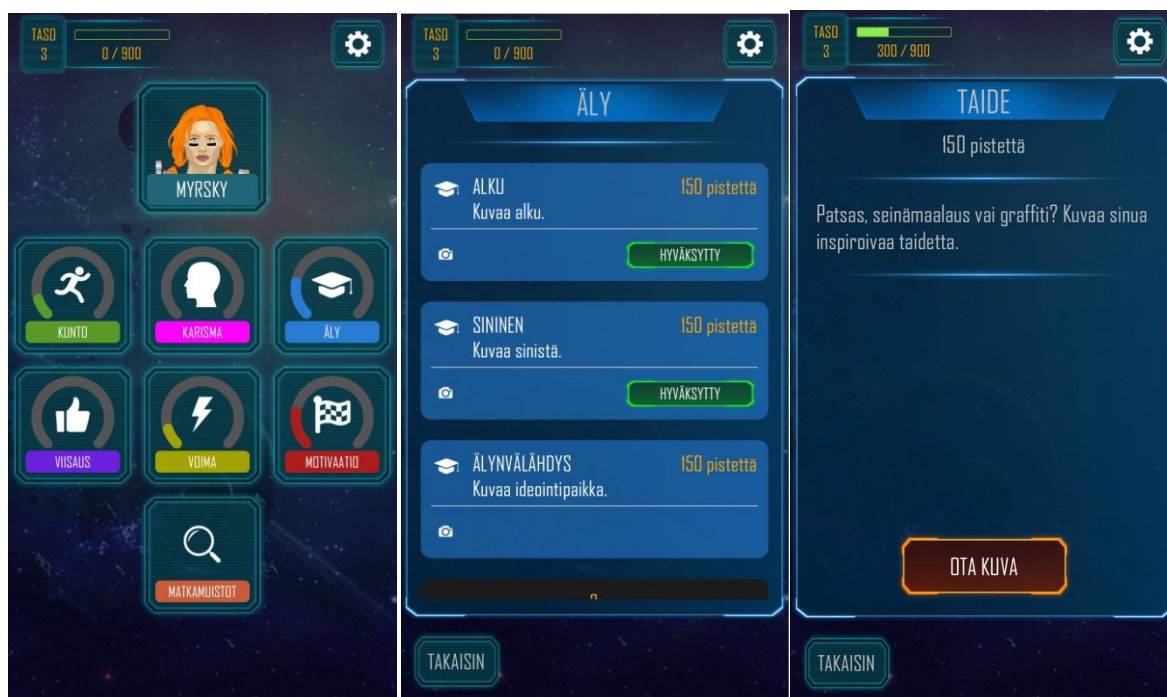 TASO
3
0 / 900
MYRSKY
KUNTO
KARISMA
ÄLY
VIISAUS
VOIMA
MOTIVAATIO
MATKAMUISTOT
TASO
3
0 / 900
ÄLY
ALKU
150 pistettä
Kuvaa alku.
HYVÄKSYTTY
SININEN
150 pistettä
Kuvaa sinistä.
HYVÄKSYTTY
ÄLYNVÄLÄHDYS
150 pistettä
Kuvaa ideointipaikka.
TAKAISIN
TASO
3
300 / 900
TAIDE
150 pistettä
Patsas, seinämaalaus vai graffiti? Kuvaa sinua
inspiroivaa taidetta.
OTA KUVA
TAKAISIN